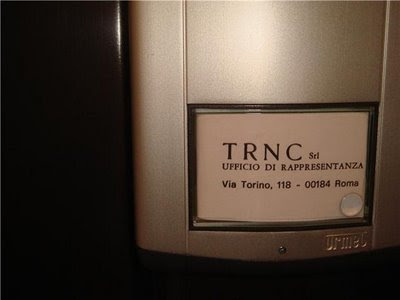 TRNC Srl
UFFICIO DI RAPPRESENTANZA
Via Torino, 118 - 00184 Roma
urmet